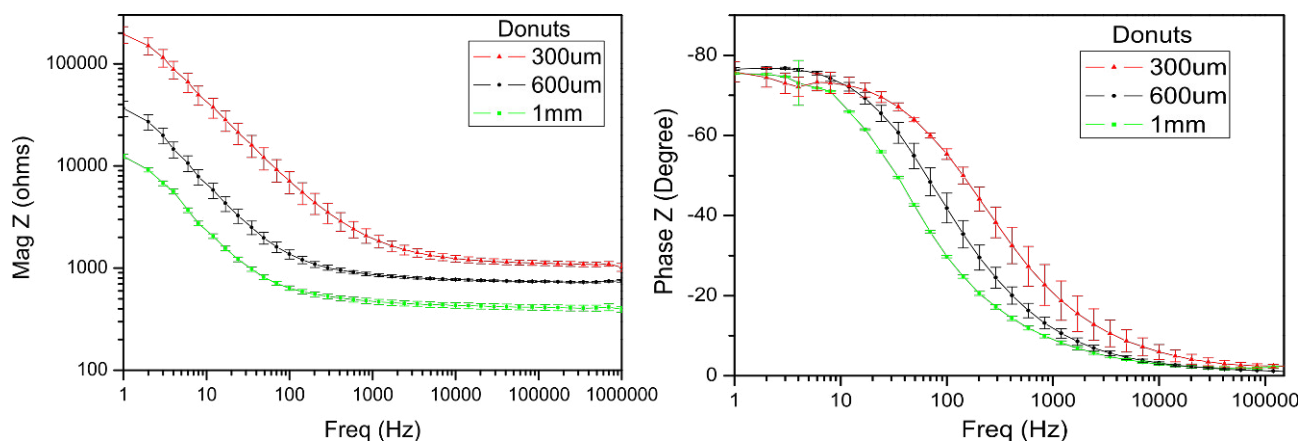 Donuts
300um
600um
1mm
100000
10000
1000
100
Mag Z (ohms)
1 10 100 1000 10000 100000 1000000
Freq (Hz)
Donuts
300um
600um
1mm
-80
-60
-40
-20
0
Phase Z (Degree)
1 10 100 1000 10000 100000
Freq (Hz)